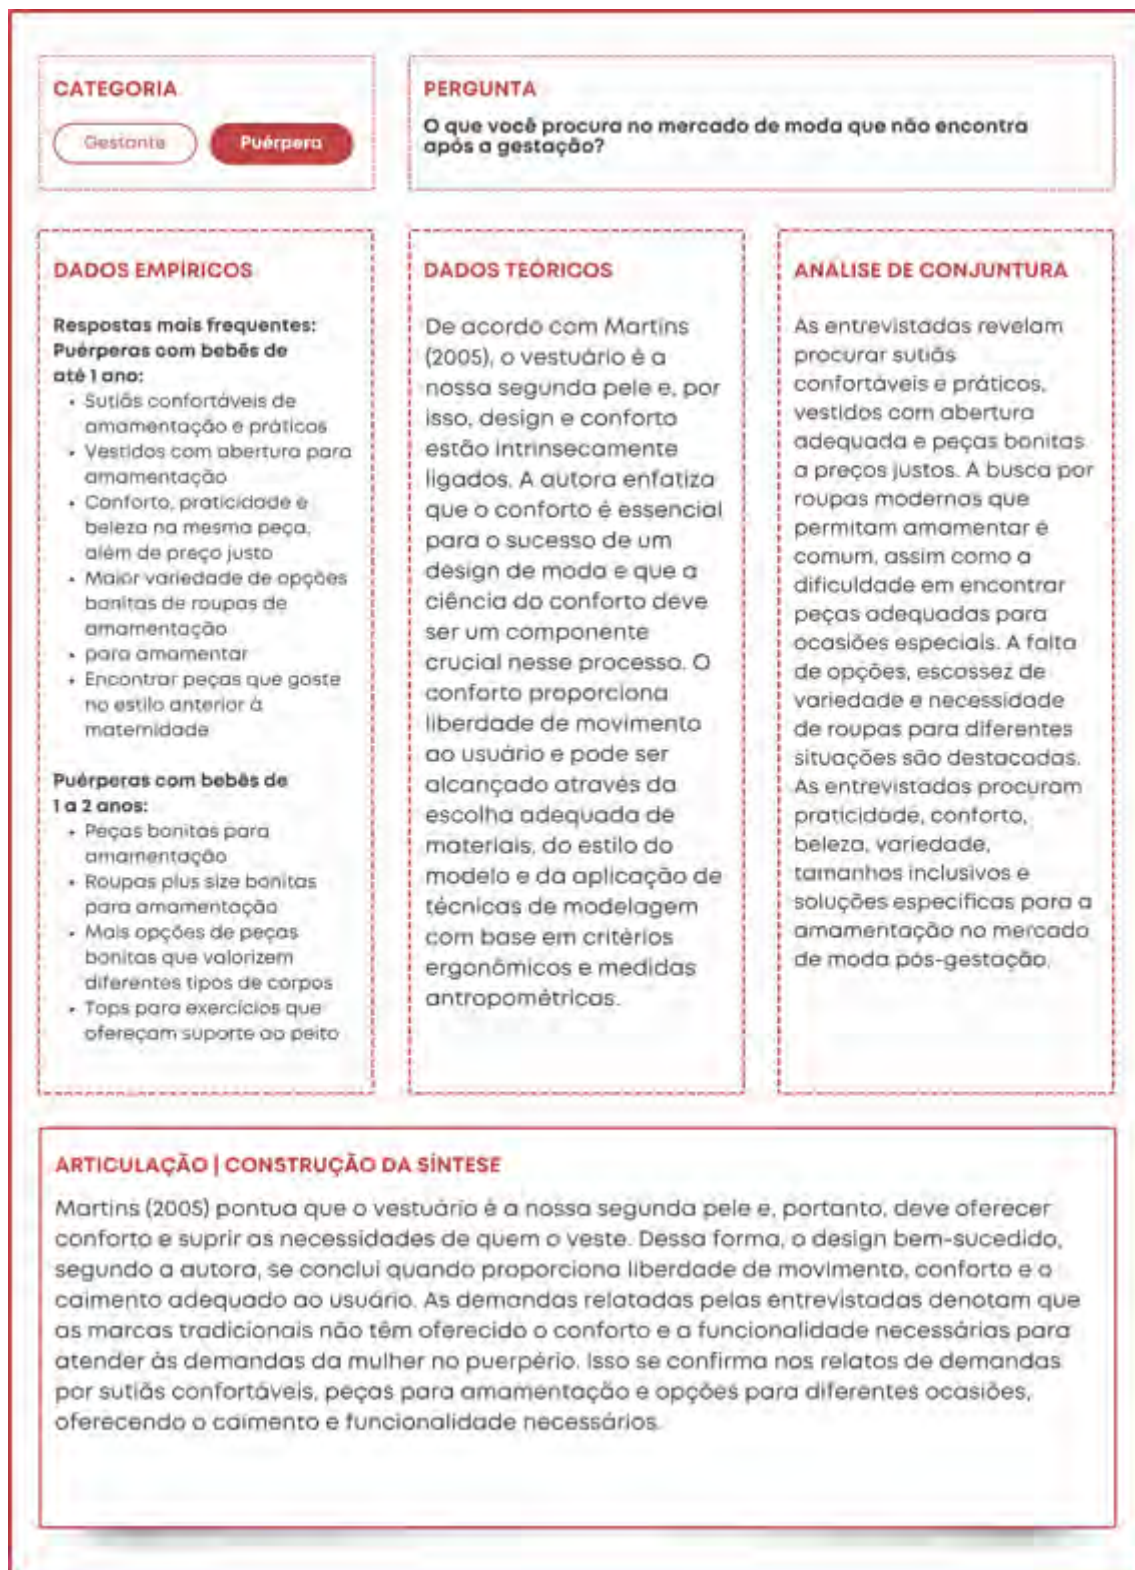 CATEGORIA
Gestante
Puérpera
PERGUNTA
O que você procura no mercado de moda que não encontra
após a gestação?
DADOS EMPÍRICOS
Respostas mais frequentes:
Puérperas com bebês de
até 1 ano:
• Sutiãs confortáveis de
amamentação e práticos
• Vestidos com abertura para
amamentação
• Conforto, praticidade e
beleza na mesma peça,
além de preço justo
• Maior variedade de opções
bonitas de roupas de
amamentação
• para amamentar
• Encontrar peças que goste
no estilo anterior à
maternidade
Puérperas com bebês de
1 a 2 anos:
• Peças bonitas para
amamentação
• Roupas plus size bonitas
para amamentação
• Mais opções de peças
bonitas que valorizem
diferentes tipos de corpos
• Tops para exercícios que
ofereçam suporte ao peito
DADOS TEÓRICOS
De acordo com Martins
(2005), o vestuário é a
nossa segunda pele e, por
isso, design e conforto
estão intrinsecamente
ligados. A autora enfatiza
que o conforto é essencial
para o sucesso de um
design de moda e que a
ciência do conforto deve
ser um componente
crucial nesse processo. O
conforto proporciona
liberdade de movimento
ao usuário e pode ser
alcançado através da
escolha adequada de
materiais, do estilo do
modelo e da aplicação de
técnicas de modelagem
com base em critérios
ergonômicos e medidas
antropométricas.
ANÁLISE DE CONJUNTURA
As entrevistadas revelam
procurar sutiãs
confortáveis e práticos,
vestidos com abertura
adequada e peças bonitas
a preços justos. A busca por
roupas modernas que
permitam amamentar é
comum, assim como a
dificuldade em encontrar
peças adequadas para
ocasiões especiais. A falta
de opções, escassez de
variedade e necessidade
de roupas para diferentes
situações são destacadas.
As entrevistadas procuram
praticidade, conforto,
beleza, variedade,
tamanhos inclusivos e
soluções específicas para a
amamentação no mercado
de moda pós-gestação.
ARTICULAÇÃO | CONSTRUÇÃO DA SÍNTESE
Martins (2005) pontua que o vestuário é a nossa segunda pele e, portanto, deve oferecer
conforto e suprir as necessidades de quem o veste. Dessa forma, o design bem-sucedido,
segundo a autora, se conclui quando proporciona liberdade de movimento, conforto e o
caimento adequado ao usuário. As demandas relatadas pelas entrevistadas denotam que
as marcas tradicionais não têm oferecido o conforto e a funcionalidade necessárias para
atender às demandas da mulher no puerpério. Isso se confirma nos relatos de demandas
por sutiãs confortáveis, peças para amamentação e opções para diferentes ocasiões,
oferecendo o caimento e funcionalidade necessários.